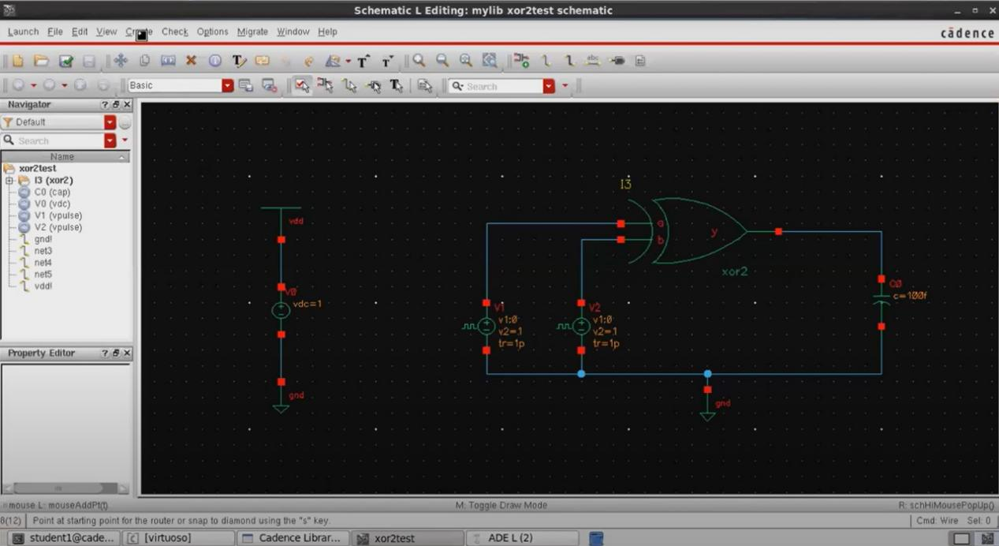 Schematic L Editing: mylib xor2test schematic
Launch File Edit View Create Check Options Migrate Window Help
cādence
Basic
Search
Navigator
Default
Search
Name
xor2test
I3 (xor2)
C0 (cap)
V0 (vdc)
V1 (vpulse)
V2 (vpulse)
gnd!
net3
net4
net5
vdd!
Property Editor
vdd
V0
vdc=1
gnd
I3
a
b
y
xor2
V1
v1:0
v2=1
tr=1p
V2
v1:0
v2=1
tr=1p
C0
c=100f
gnd
mouse L: mouseAddPt(t)
M: Toggle Draw Mode
R: schHiMousePopUp()
8(12) Point at starting point for the router or snap to diamond using the "s" key.
Cmd: Wire Sel: 0
student1@cade...
[virtuoso]
Cadence Librar...
xor2test
ADE L (2)